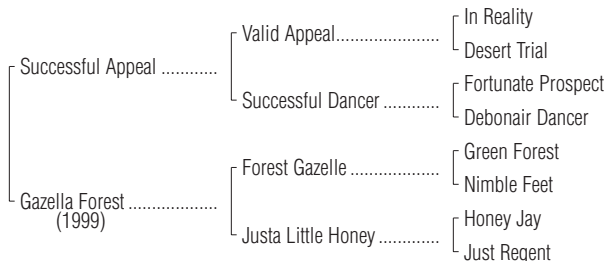 In Reality
Valid Appeal.....................
Desert Trial
Successful Appeal ...........
Fortunate Prospect
Successful Dancer ...........
Debonair Dancer
Green Forest
Forest Gazelle .................
Nimble Feet
Gazella Forest .................
(1999)
Honey Jay
Justa Little Honey ............
Just Regent